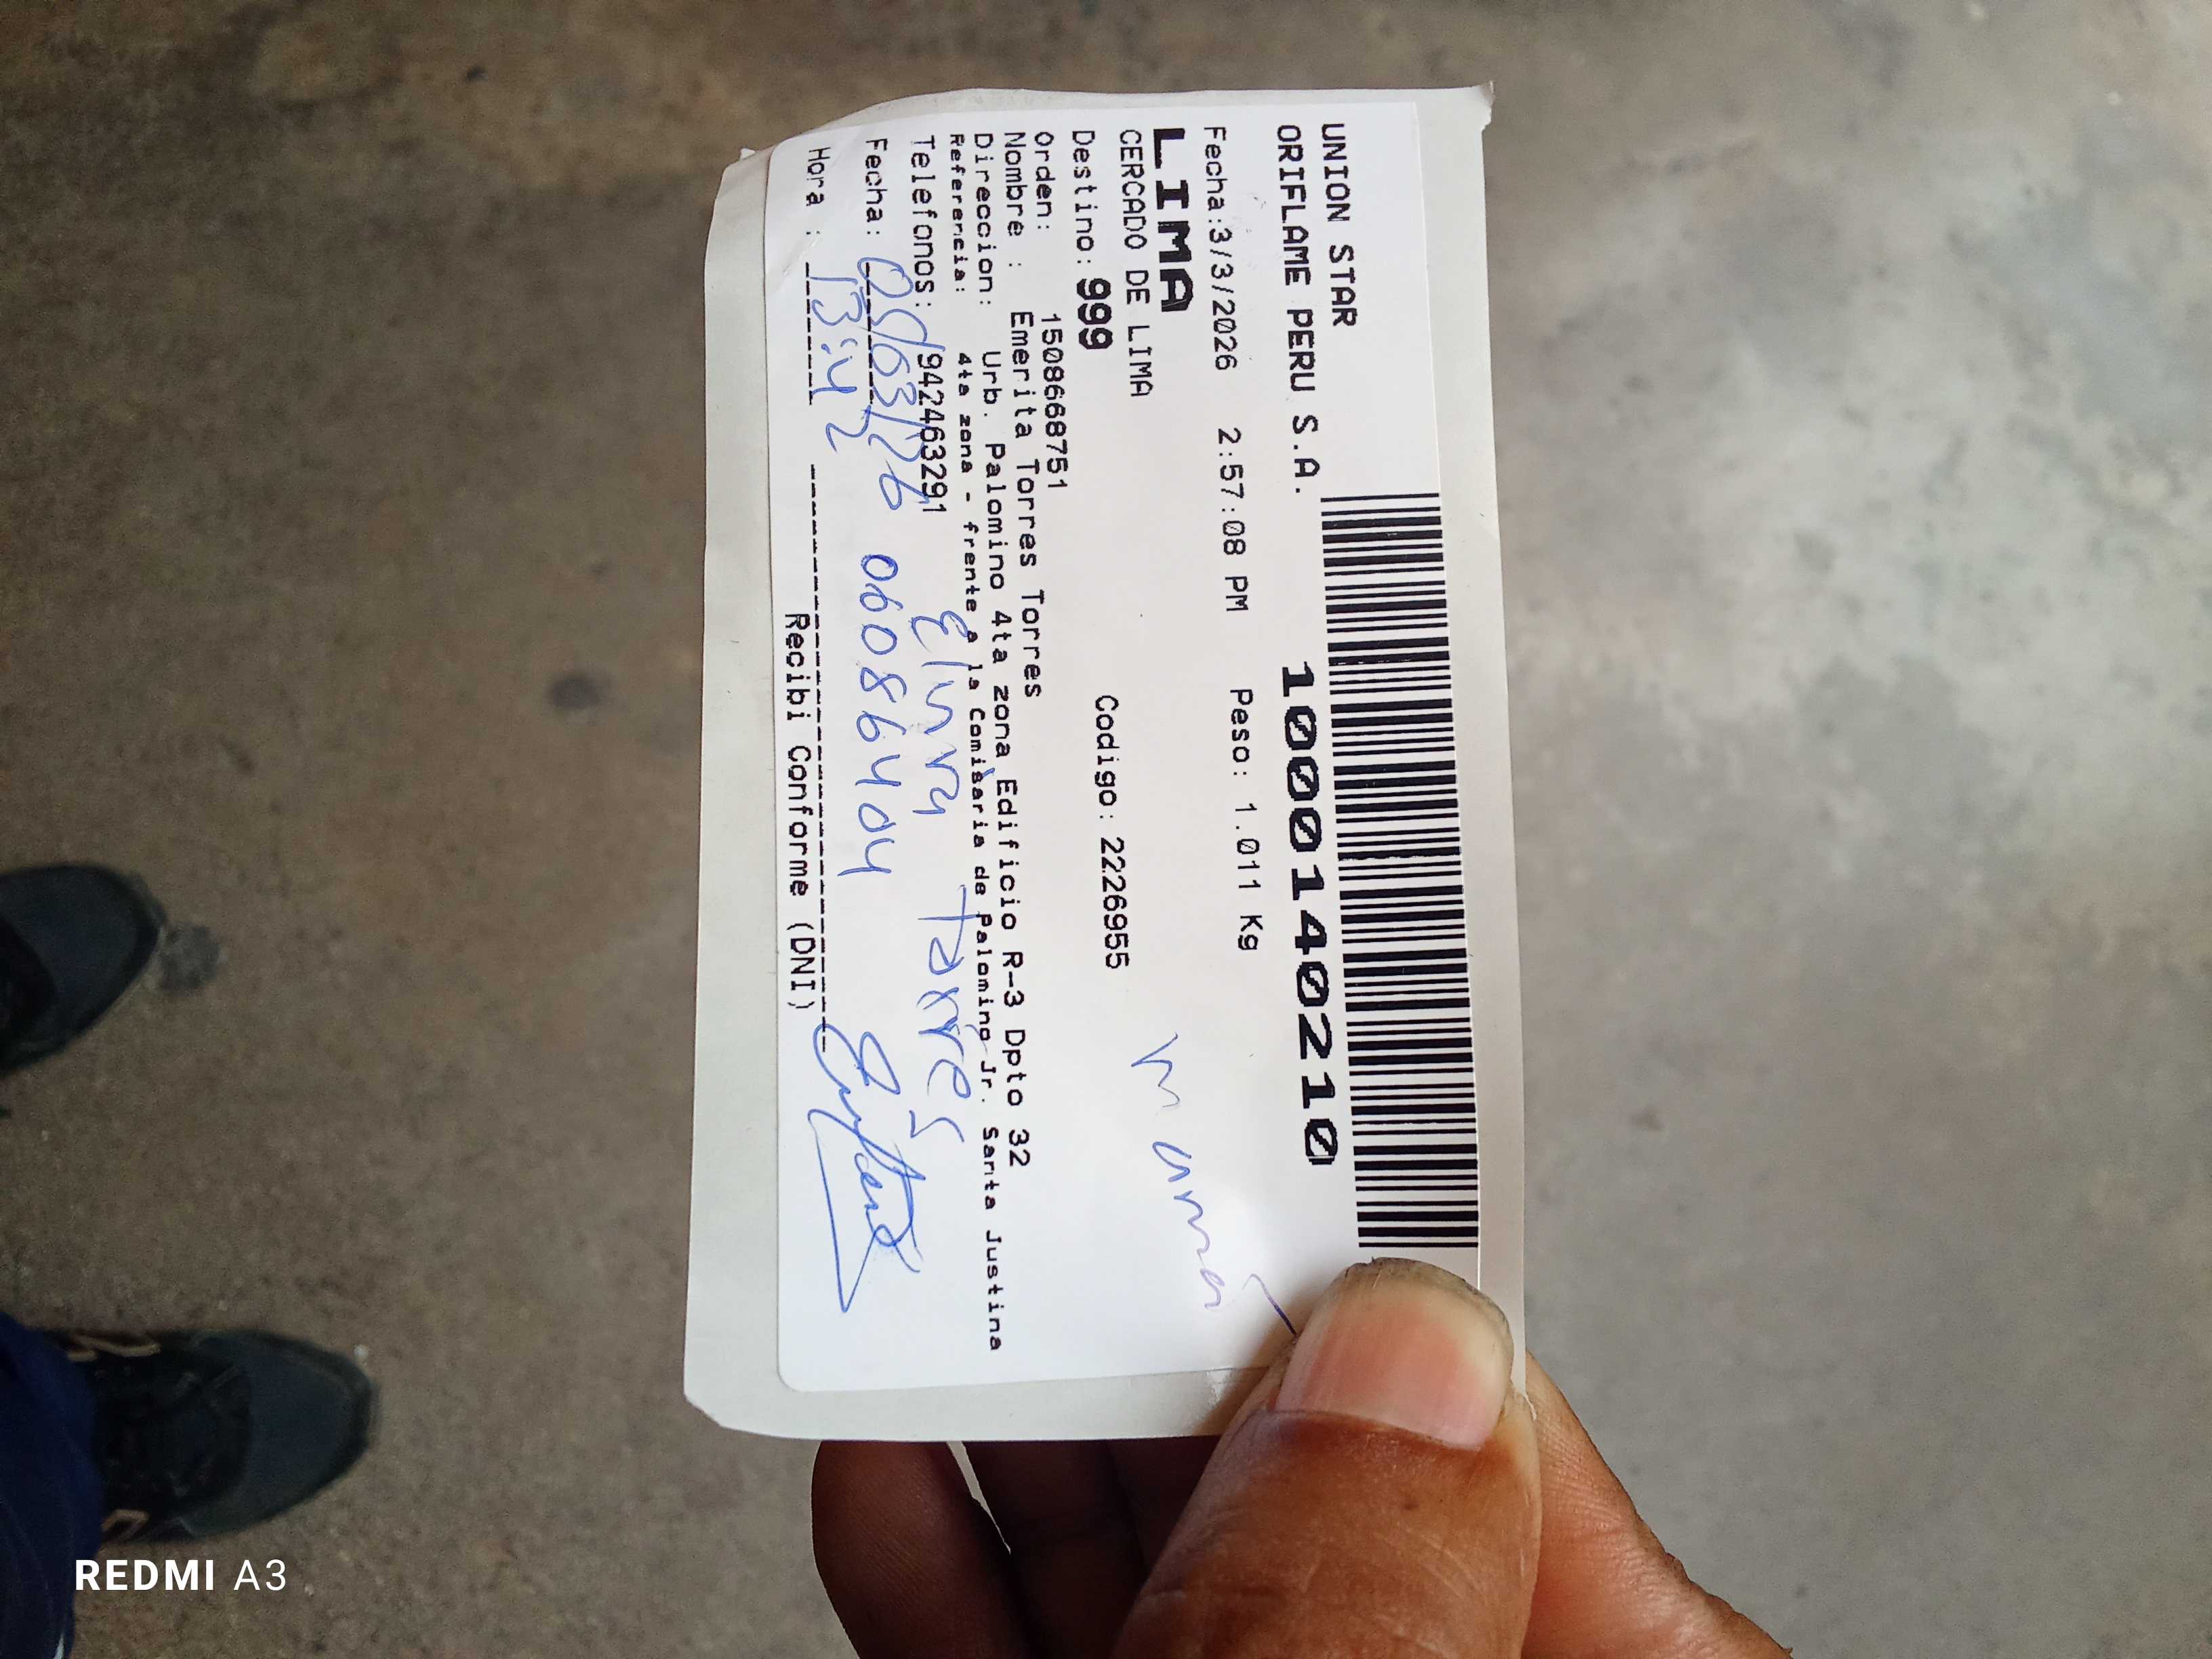 UNION STAR
ORIFLAME PERU S.A.
10001140210
Fecha:3/3/2026 2:57:08 PM Peso: 1.011 Kg
LIMA
CERCADO DE LIMA
Destino: 999 Codigo: 2226955
mama
Orden: 1508668751
Nombre : Emerita Torres Torres
Direccion: Urb. Palomino 4ta zona Edificio R-3 Dpto 32
Referencia: 4ta zona - frente a la Comisaria de Palomino Jr. Santa Justina
Telefonos: 942463291
Elvira Torres
Fecha: 05/03/26 06086404
Hora : 13:42
Recibi Conforme (DNI)
REDMI A3